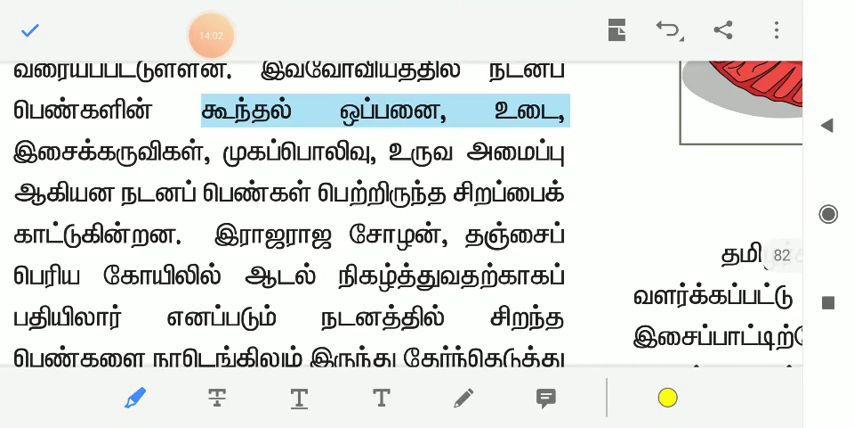 14:02
வரையப்பட்டுள்ளன. இவ்வோவியத்தில் நடனப்
பெண்களின் கூந்தல் ஒப்பனை, உடை,
இசைக்கருவிகள், முகப்பொலிவு, உருவ அமைப்பு
ஆகியன நடனப் பெண்கள் பெற்றிருந்த சிறப்பைக்
காட்டுகின்றன. இராஜராஜ சோழன், தஞ்சைப்
பெரிய கோயிலில் ஆடல் நிகழ்த்துவதற்காகப்
பதியிலார் எனப்படும் நடனத்தில் சிறந்த
பெண்களை நாடெங்கிலும் இருந்து தேர்ந்தெடுத்து
82
வளர்க்கப்பட்டு